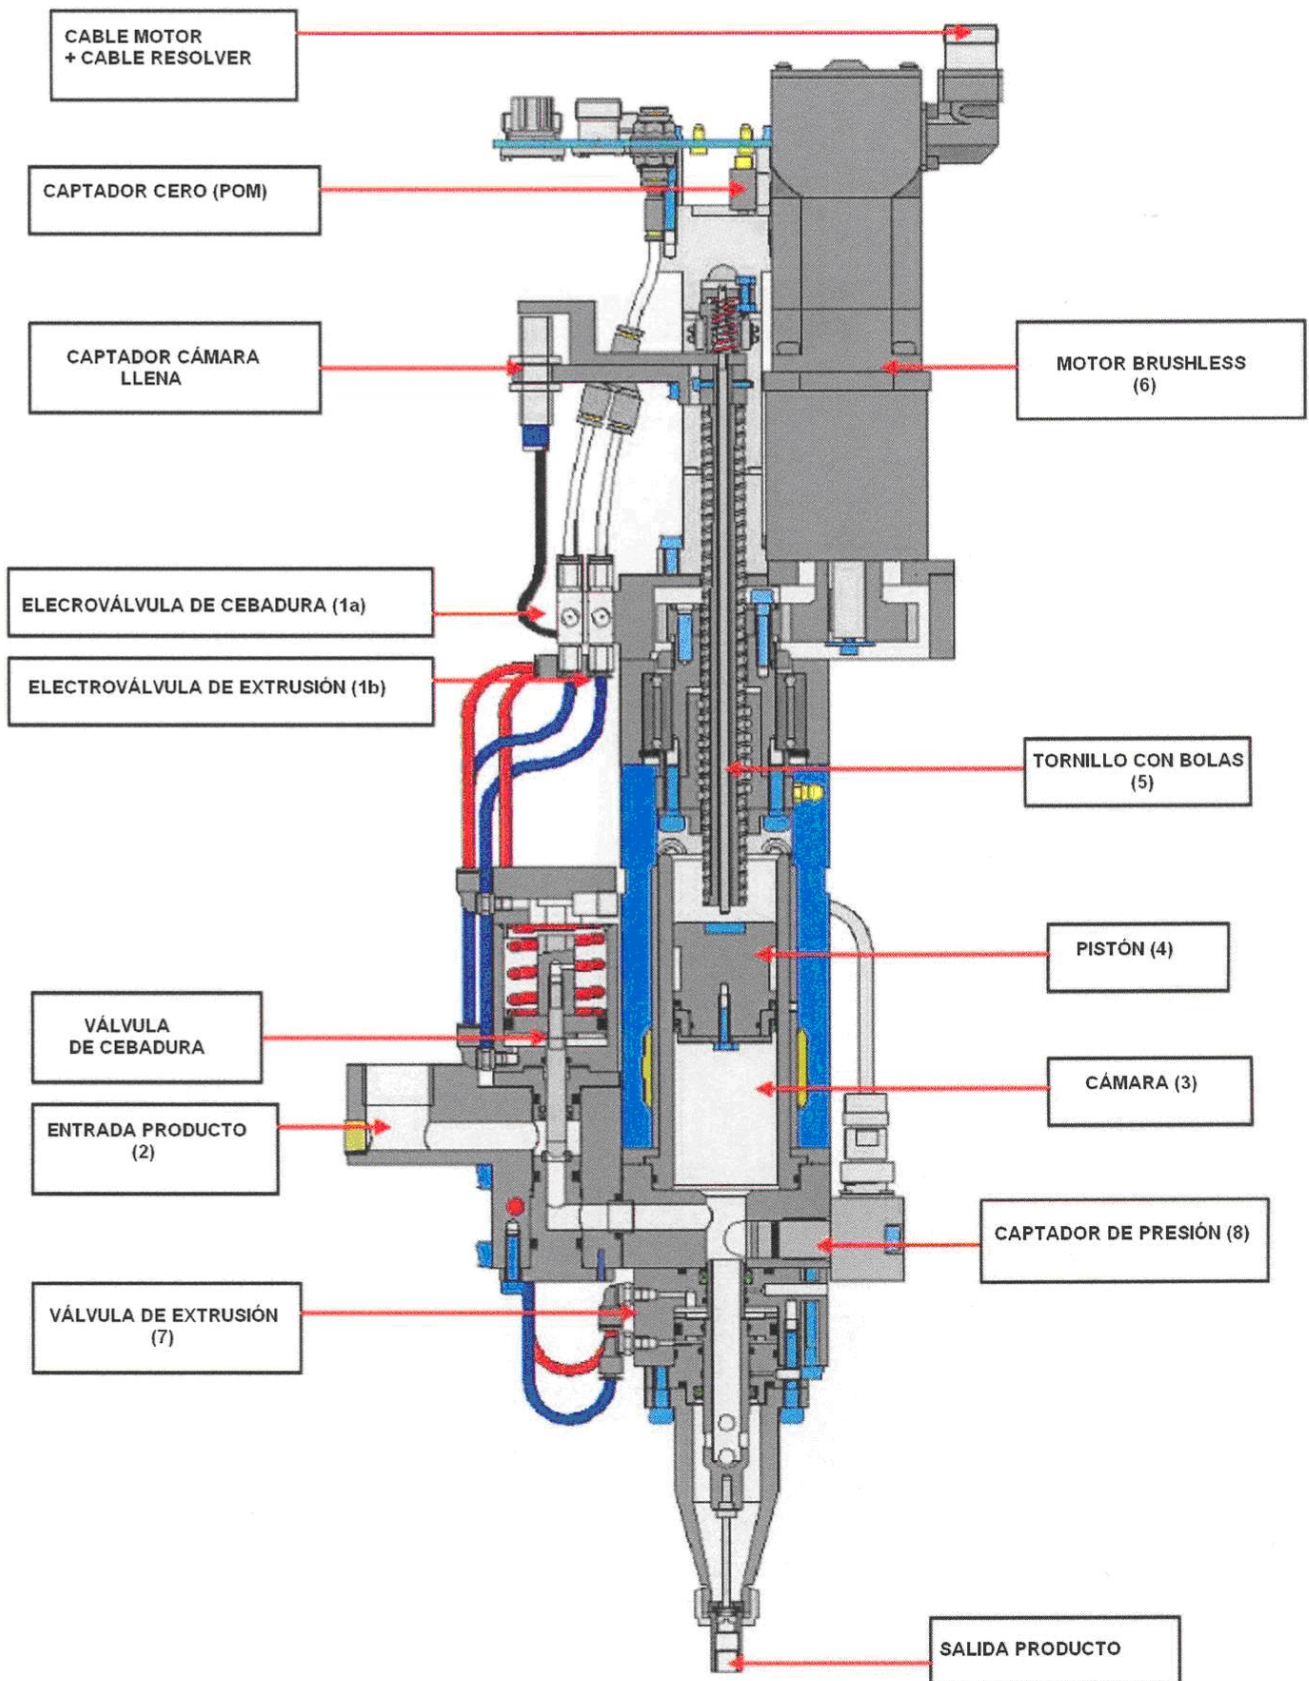 CABLE MOTOR
+ CABLE RESOLVER
CAPTADOR CERO (POM)
CAPTADOR CÁMARA
LLENA
MOTOR BRUSHLESS
(6)
ELECROVÁLVULA DE CEBADURA (1a)
ELECTROVÁLVULA DE EXTRUSIÓN (1b)
TORNILLO CON BOLAS
(5)
PISTÓN (4)
VÁLVULA
DE CEBADURA
CÁMARA (3)
ENTRADA PRODUCTO
(2)
CAPTADOR DE PRESIÓN (8)
VÁLVULA DE EXTRUSIÓN
(7)
SALIDA PRODUCTO